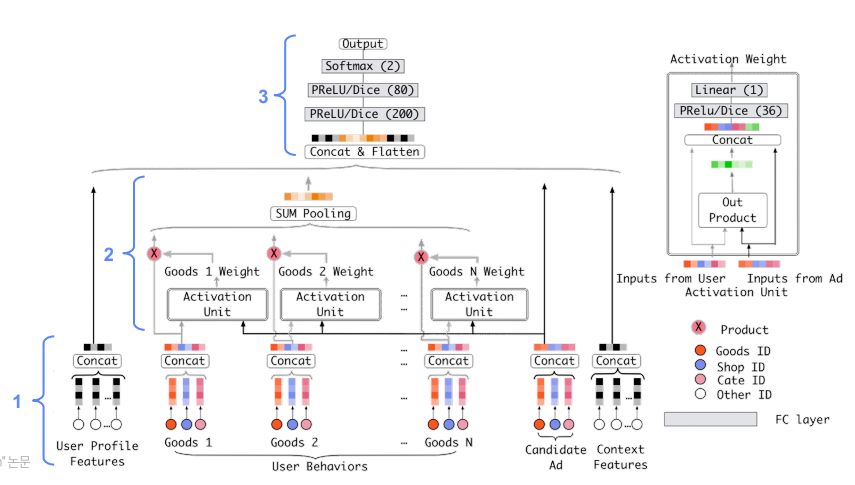 Output
Softmax (2)
3
PReLU/Dice (80)
PReLU/Dice (200)
Concat & Flatten
2
SUM Pooling
X
X
X
Goods 1 Weight
Goods 2 Weight
Goods N Weight
Activation
Unit
Activation
Unit
...
...
Activation
Unit
1
Concat
Concat
Concat
...
...
Concat
Concat
Concat
...
...
...
Goods 1
Goods 2
...
Goods N
User Profile
Features
User Behaviors
Candidate
Ad
Context
Features
논문
Activation Weight
Linear (1)
PRelu/Dice (36)
Concat
Out
Product
Inputs from User
Inputs from Ad
Activation Unit
X
Product
Goods ID
Shop ID
Cate ID
Other ID
FC layer